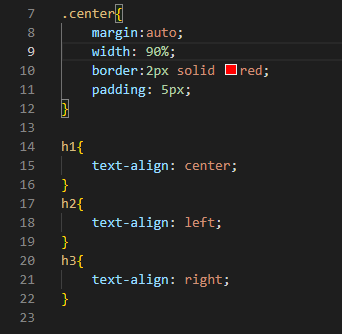 7 .center{
8 margin:auto;
9 width: 90%;
10 border:2px solid red;
11 padding: 5px;
12 }
13
14 h1{
15 text-align: center;
16 }
17 h2{
18 text-align: left;
19 }
20 h3{
21 text-align: right;
22 }
23